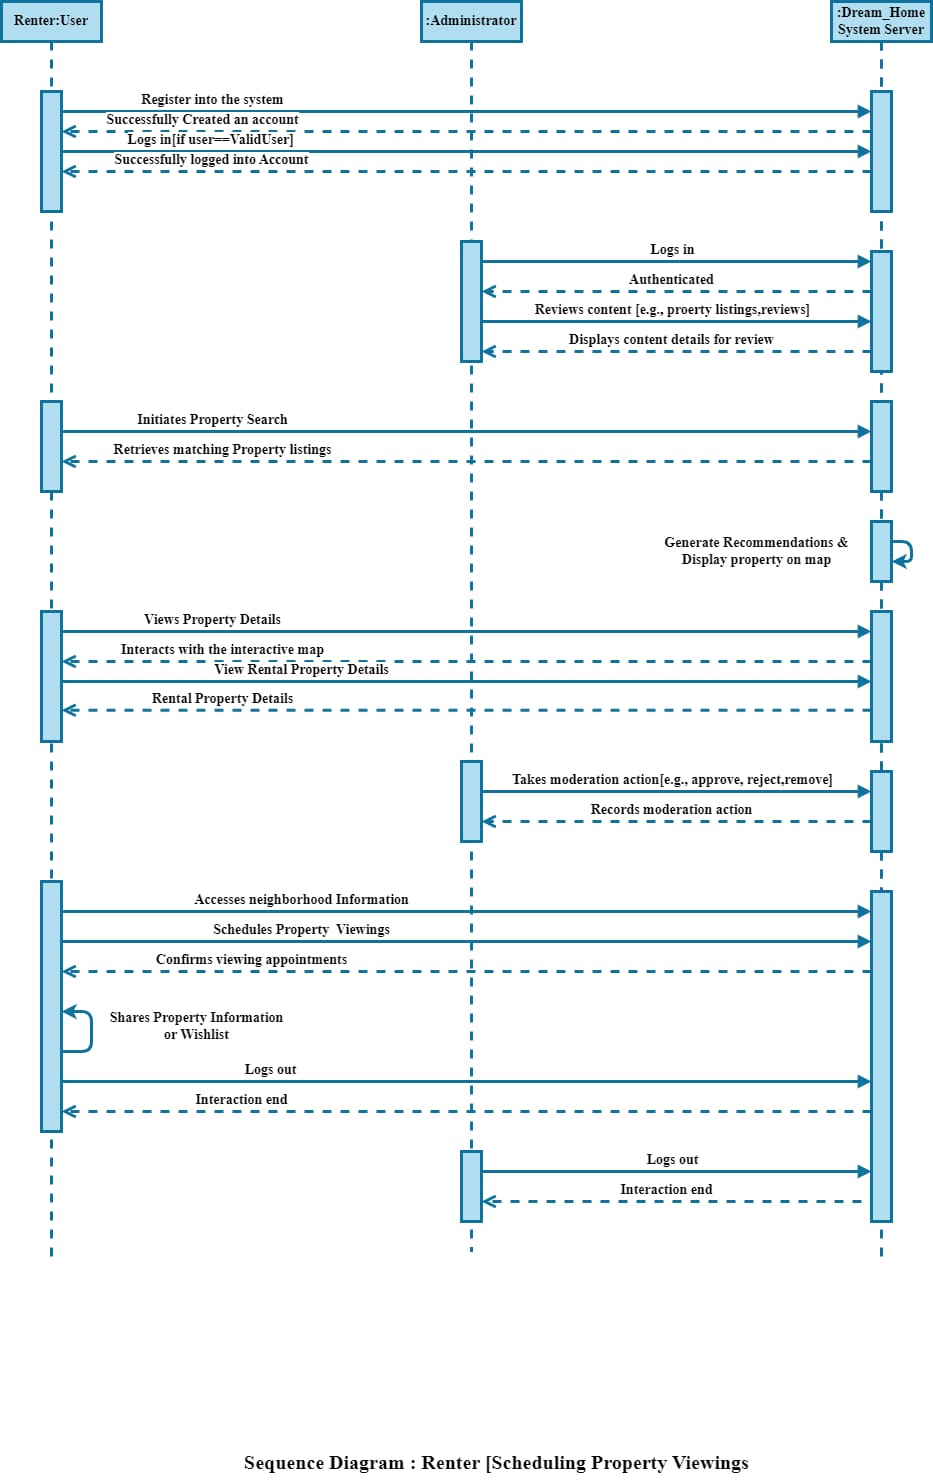 Renter:User
:Administrator
:Dream_Home
System Server
Register into the system
Successfully Created an account
Logs in[if user==ValidUser]
Successfully logged into Account
Logs in
Authenticated
Reviews content [e.g., proerty listings,reviews]
Displays content details for review
Initiates Property Search
Retrieves matching Property listings
Generate Recommendations &
Display property on map
Views Property Details
Interacts with the interactive map
View Rental Property Details
Rental Property Details
Takes moderation action[e.g., approve, reject,remove]
Records moderation action
Accesses neighborhood Information
Schedules Property  Viewings
Confirms viewing appointments
Shares Property Information
or Wishlist
Logs out
Interaction end
Logs out
Interaction end
Sequence Diagram : Renter [Scheduling Property Viewings